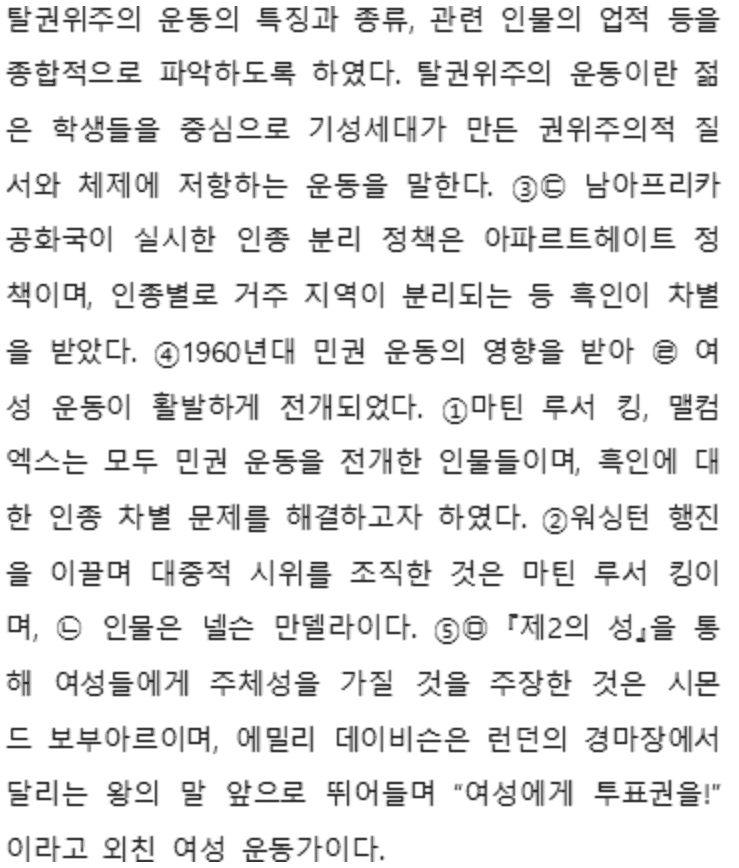 탈권위주의 운동의 특징과 종류, 관련 인물의 업적 등을
종합적으로 파악하도록 하였다. 탈권위주의 운동이란 젊
은 학생들을 중심으로 기성세대가 만든 권위주의적 질
서와 체제에 저항하는 운동을 말한다. ③㉢ 남아프리카
공화국이 실시한 인종 분리 정책은 아파르트헤이트 정
책이며, 인종별로 거주 지역이 분리되는 등 흑인이 차별
을 받았다. ④1960년대 민권 운동의 영향을 받아 ㉣ 여
성 운동이 활발하게 전개되었다. ①마틴 루서 킹, 맬컴
엑스는 모두 민권 운동을 전개한 인물들이며, 흑인에 대
한 인종 차별 문제를 해결하고자 하였다. ②워싱턴 행진
을 이끌며 대중적 시위를 조직한 것은 마틴 루서 킹이
며, ㉡ 인물은 넬슨 만델라이다. ⑤㉤ 『제2의 성』을 통
해 여성들에게 주체성을 가질 것을 주장한 것은 시몬
드 보부아르이며, 에밀리 데이비슨은 런던의 경마장에서
달리는 왕의 말 앞으로 뛰어들며 “여성에게 투표권을!”
이라고 외친 여성 운동가이다.